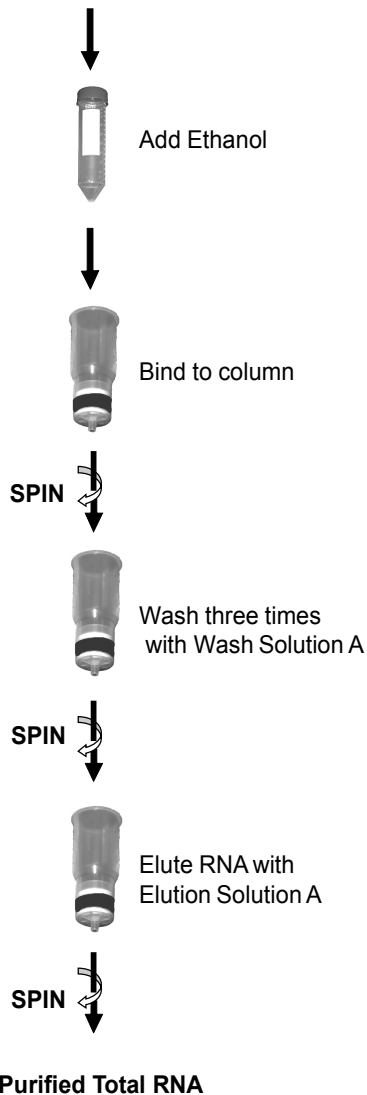 Add Ethanol
Bind to column
SPIN
Wash three times
with Wash Solution A
SPIN
Elute RNA with
Elution Solution A
SPIN
Purified Total RNA